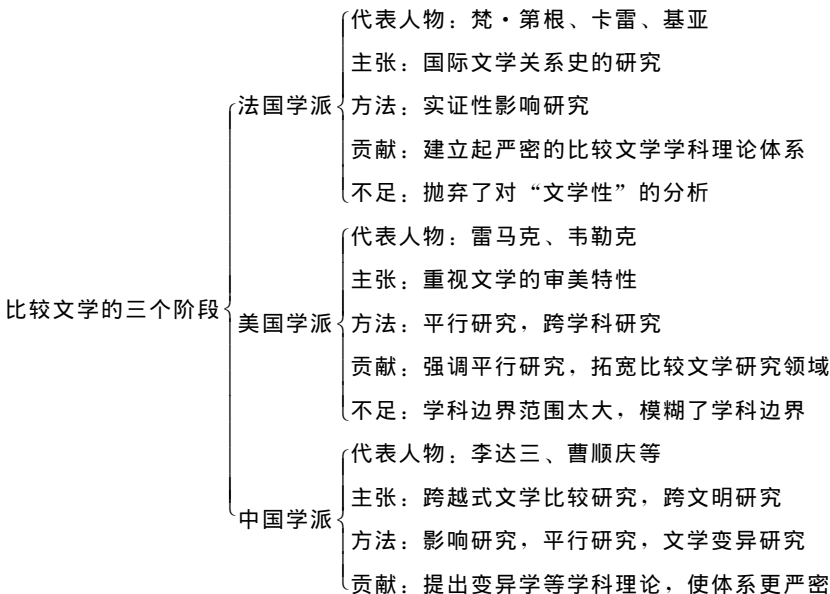 比较文学的三个阶段
法国学派
代表人物：梵·第根、卡雷、基亚
主张：国际文学关系史的研究
方法：实证性影响研究
贡献：建立起严密的比较文学学科理论体系
不足：抛弃了对“文学性”的分析
美国学派
代表人物：雷马克、韦勒克
主张：重视文学的审美特性
方法：平行研究，跨学科研究
贡献：强调平行研究，拓宽比较文学研究领域
不足：学科边界范围太大，模糊了学科边界
中国学派
代表人物：李达三、曹顺庆等
主张：跨越式文学比较研究，跨文明研究
方法：影响研究，平行研究，文学变异研究
贡献：提出变异学等学科理论，使体系更严密